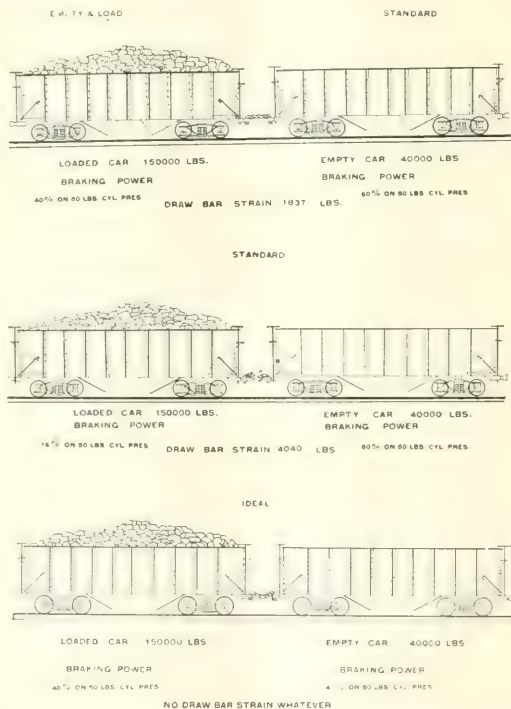 & LOAD STANDARD
LOADED CAR 150000 LBS. EMPTY CAR 40000 LBS
BRAKING POWER BRAKING POWER
40% ON 50 LBS CYL PRES 60% ON 50 LBS CYL PRES
DRAW BAR STRAIN 1837 LBS.
STANDARD
LOADED CAR 150000 LBS. EMPTY CAR 40000 LBS.
BRAKING POWER BRAKING POWER
ON 50 LBS CYL PRES DRAW BAR STRAIN 4040 LBS 60% ON 50 LBS CYL PRES
IDEAL
LOADED CAR 150000 LBS EMPTY CAR 40000 LBS
BRAKING POWER BRAKING POWER
40% ON 50 LBS CYL PRES ON 50 LBS CYL PRES
NO DRAW BAR STRAIN WHATEVER